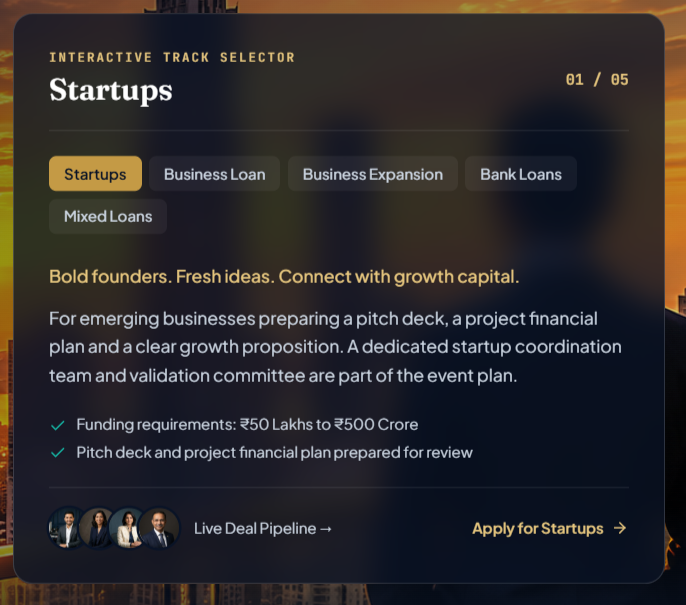 INTERACTIVE TRACK SELECTOR
Startups
01 / 05
Startups
Business Loan
Business Expansion
Bank Loans
Mixed Loans
Bold founders. Fresh ideas. Connect with growth capital.
For emerging businesses preparing a pitch deck, a project financial
plan and a clear growth proposition. A dedicated startup coordination
team and validation committee are part of the event plan.
✓ Funding requirements: ₹50 Lakhs to ₹500 Crore
✓ Pitch deck and project financial plan prepared for review
Live Deal Pipeline →
Apply for Startups →